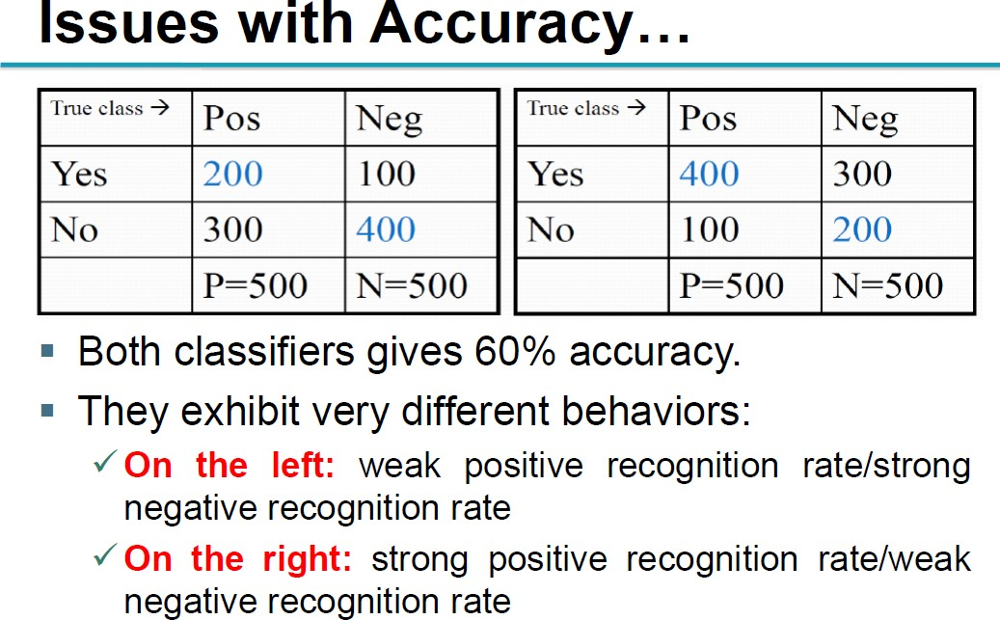 Issues with Accuracy…
True class → Pos Neg
Yes 200 100
No 300 400
P=500 N=500
True class → Pos Neg
Yes 400 300
No 100 200
P=500 N=500
▪ Both classifiers gives 60% accuracy.
▪ They exhibit very different behaviors:
✓ On the left: weak positive recognition rate/strong
negative recognition rate
✓ On the right: strong positive recognition rate/weak
negative recognition rate